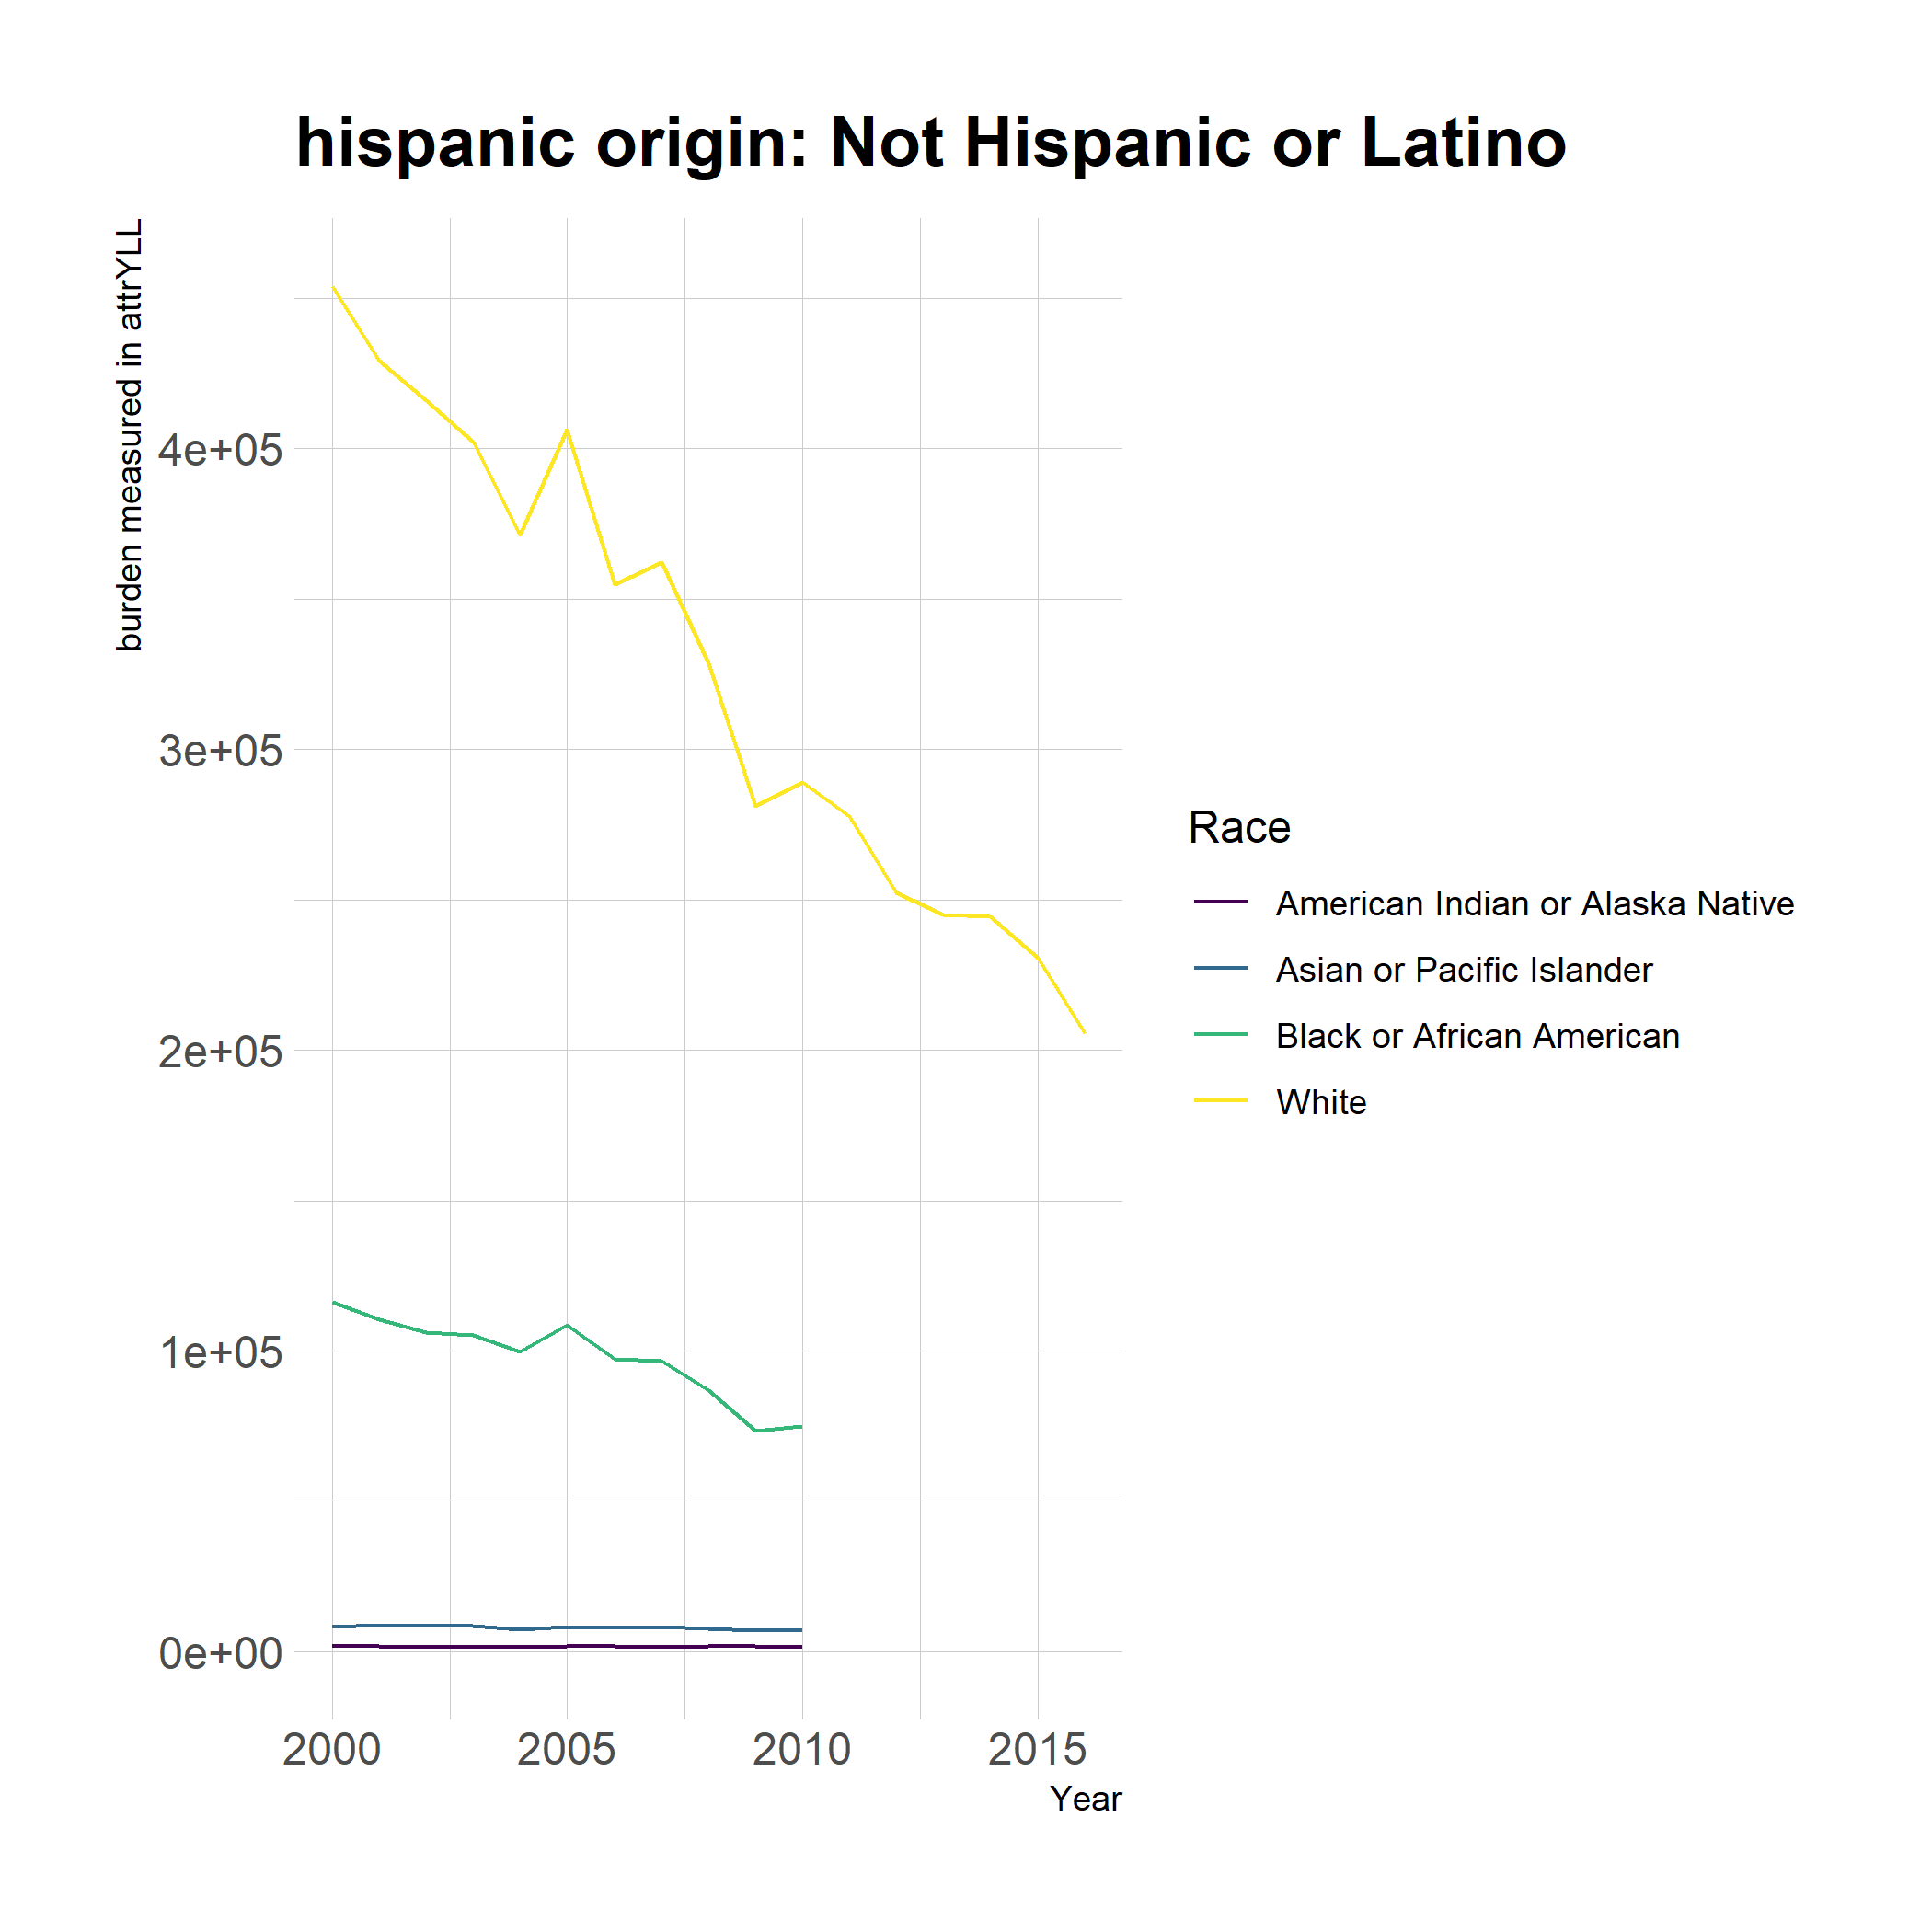 hispanic origin: Not Hispanic or Latino
burden measured in attrYLL
4e+05
3e+05
2e+05
1e+05
0e+00
2000
2005
2010
2015
Year
Race
American Indian or Alaska Native
Asian or Pacific Islander
Black or African American
White